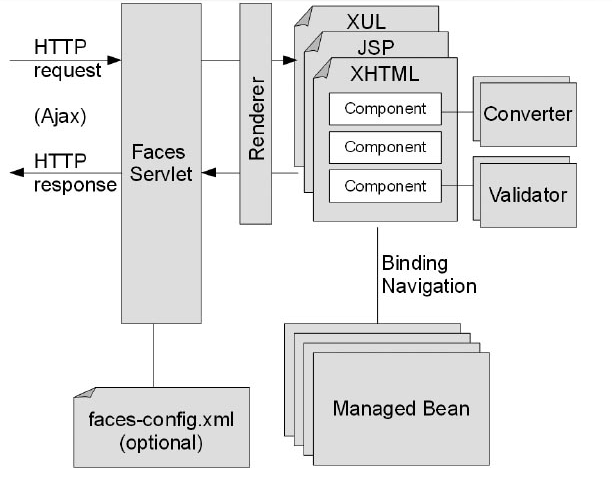 HTTP
request
(Ajax)
HTTP
response
Faces
Servlet
Renderer
XUL
JSP
XHTML
Component
Component
Component
Converter
Validator
Binding
Navigation
faces-config.xml
(optional)
Managed Bean